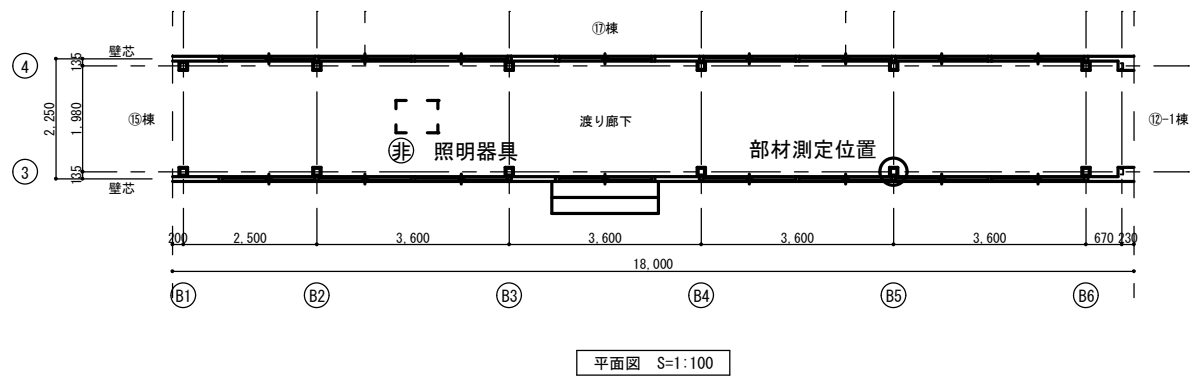 ⑰棟
④
壁芯
135
2,250
1,980
⑮棟
渡り廊下
⑫-1棟
㊿
照明器具
部材測定位置
③
135
壁芯
200
2,500
3,600
3,600
3,600
3,600
670
230
18,000
B1
B2
B3
B4
B5
B6
平面図 S=1:100